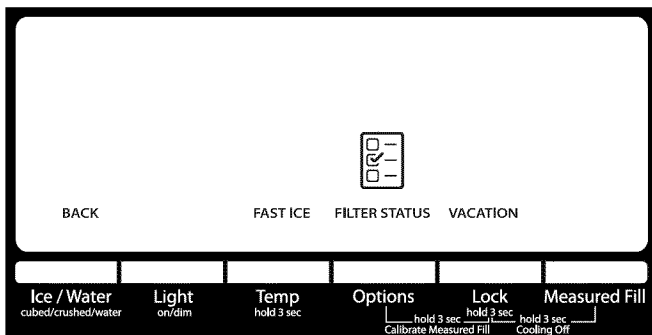 BACK FAST ICE FILTER STATUS VACATION
Ice / Water Light Temp Options Lock Measured Fill
cubed/crushed/water on/dim hold 3 sec hold 3 sec
hold 3 sec hold 3 sec
Calibrate Measured Fill Cooling Off